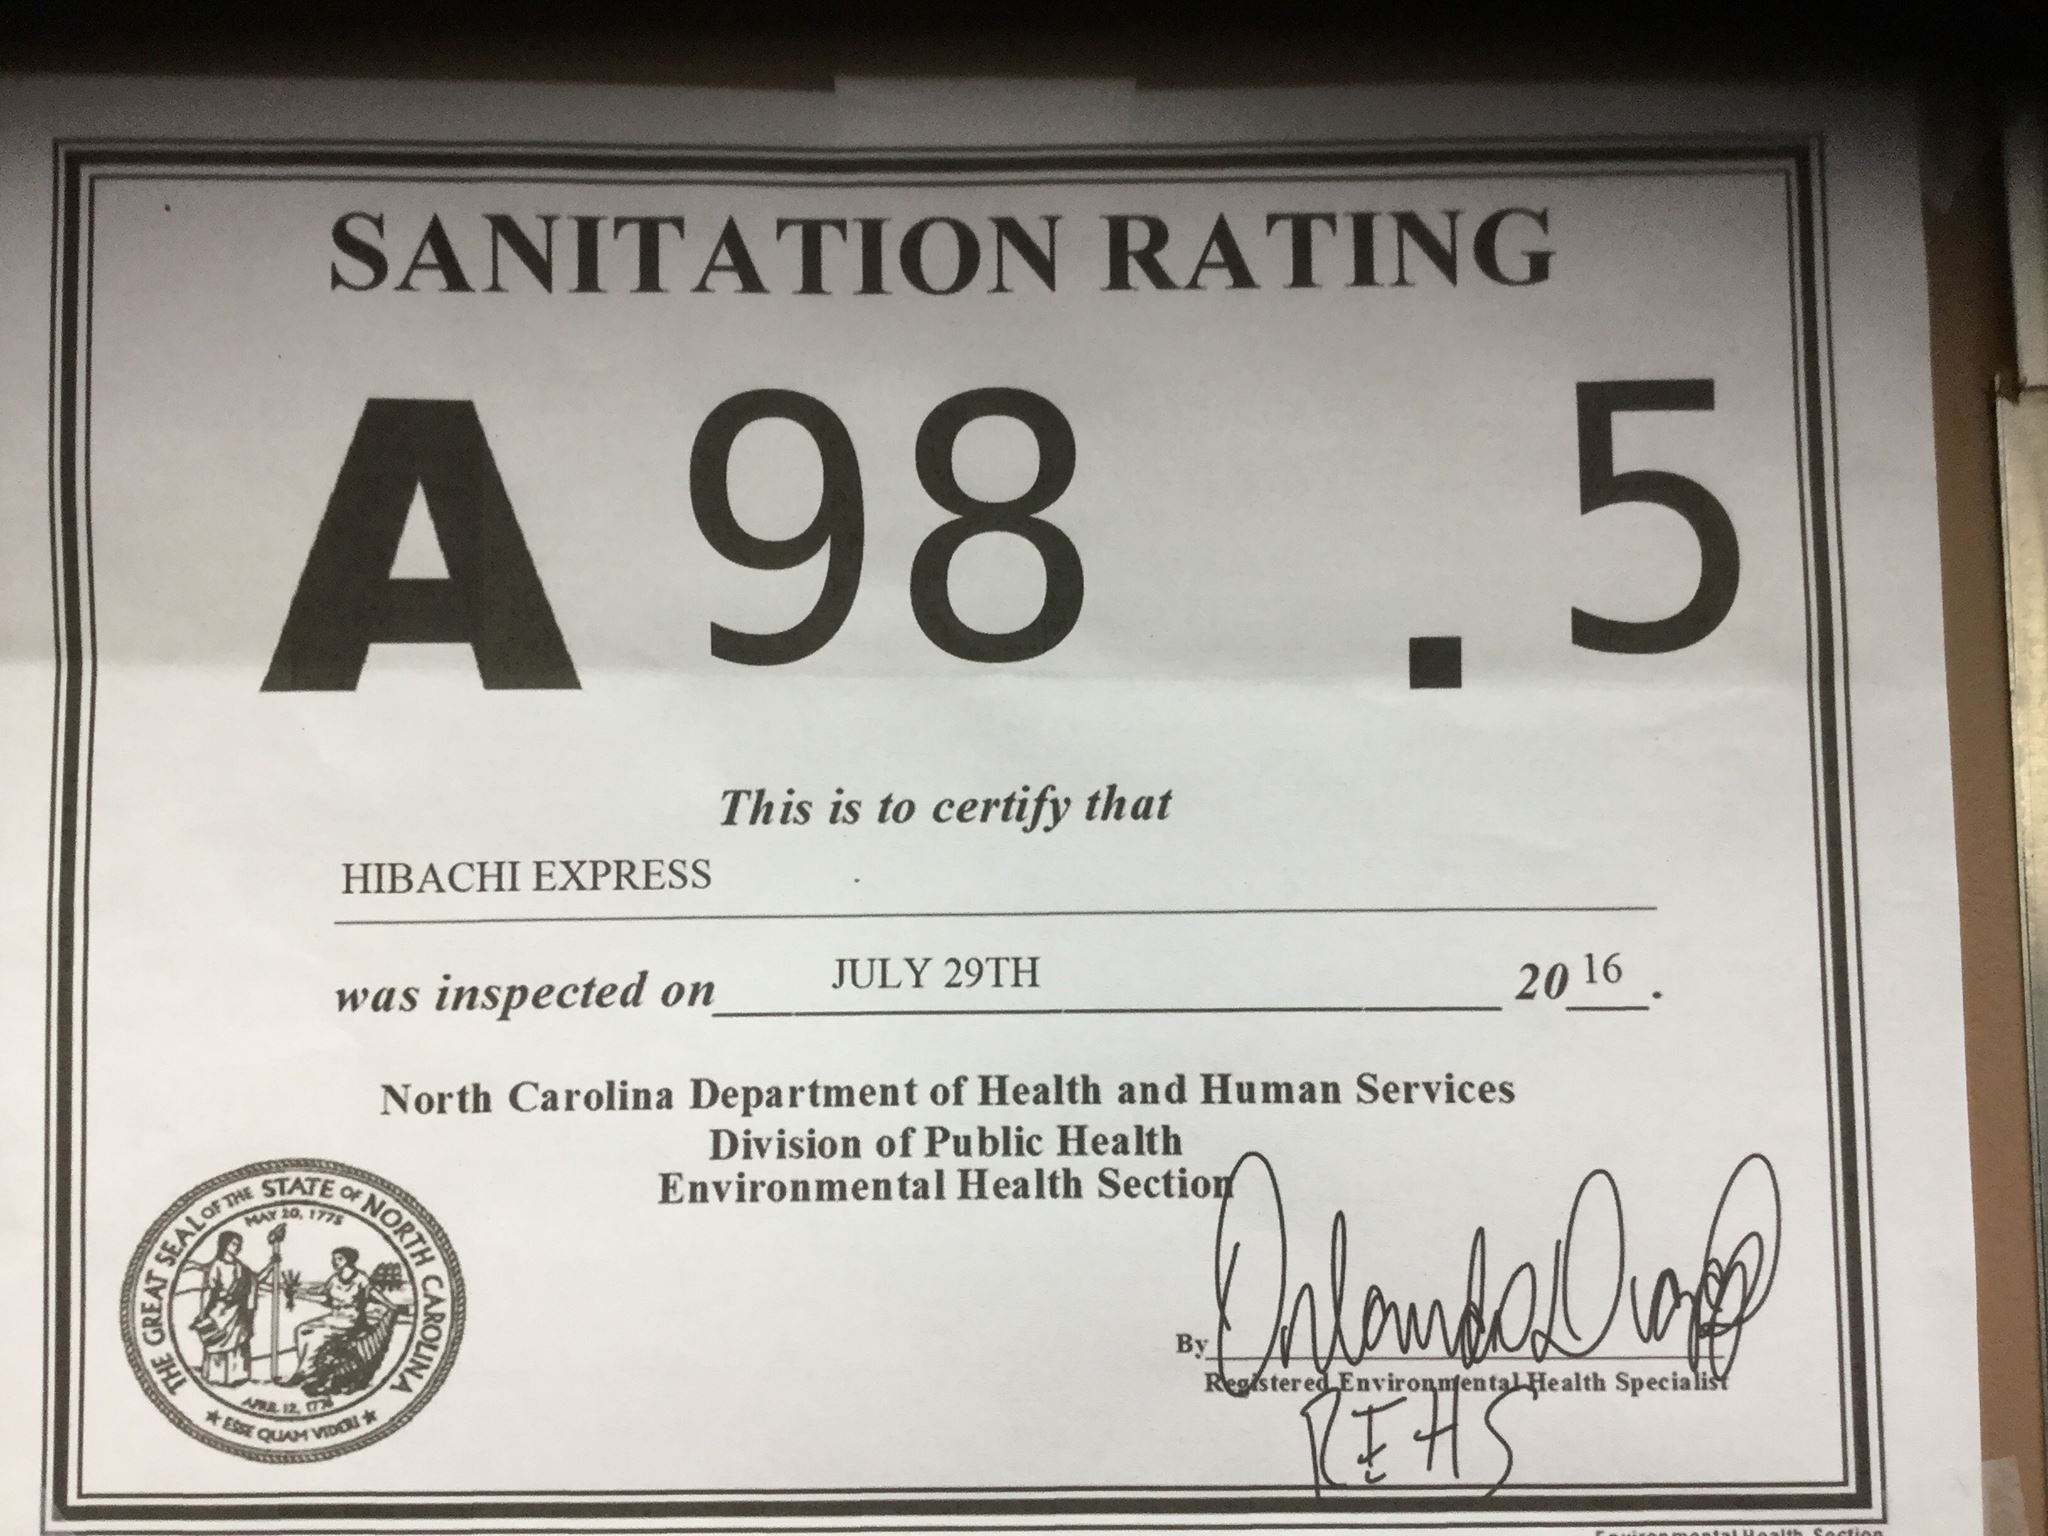 SANITATION RATING
A 98 .5
This is to certify that
HIBACHI EXPRESS
was inspected on JULY 29TH 20 16 .
North Carolina Department of Health and Human Services
Division of Public Health
Environmental Health Section
THE GREAT SEAL OF THE STATE OF NORTH CAROLINA
MAY 20, 1775
APRIL 12, 1776
★ ESSE QUAM VIDERI ★
By
Registered Environmental Health Specialist
REHS
Environmental Health Section